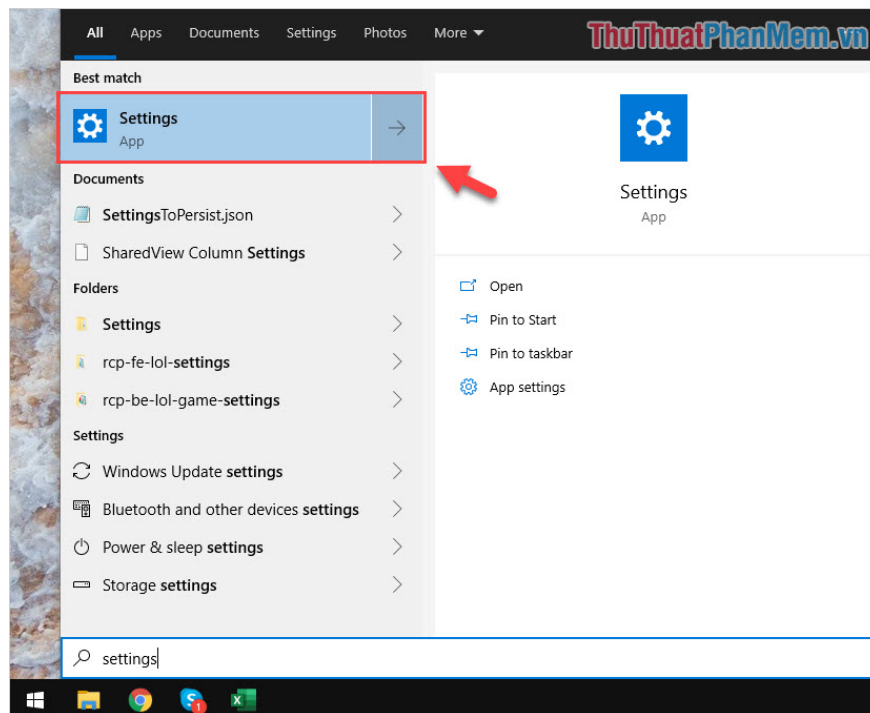 All Apps Documents Settings Photos More
ThuThuatPhanMem.vn
Best match
Settings
App
Documents
SettingsToPersist.json
SharedView Column Settings
Folders
Settings
rcp-fe-lol-settings
rcp-be-lol-game-settings
Settings
Windows Update settings
Bluetooth and other devices settings
Power & sleep settings
Storage settings
Settings
App
Open
Pin to Start
Pin to taskbar
App settings
settings
S
1
X